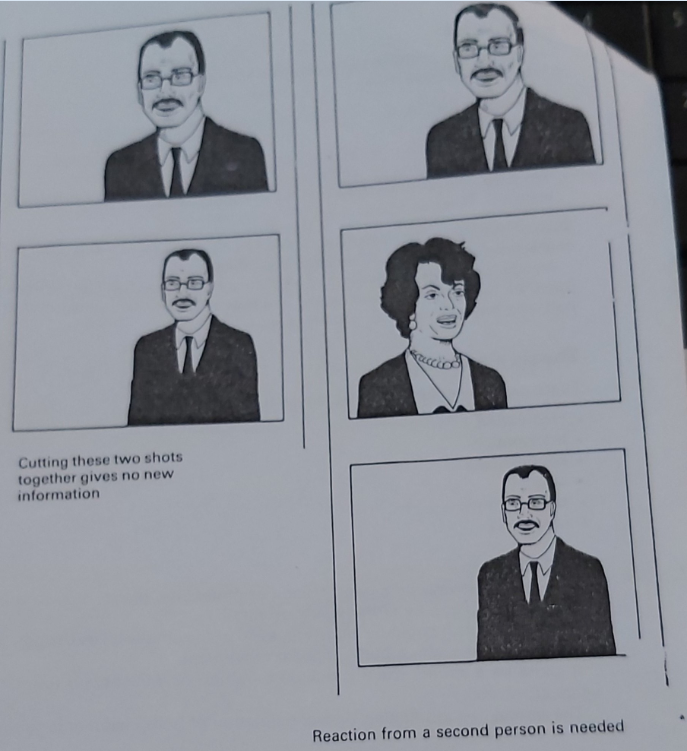 Cutting these two shots
together gives no new
information
Reaction from a second person is needed